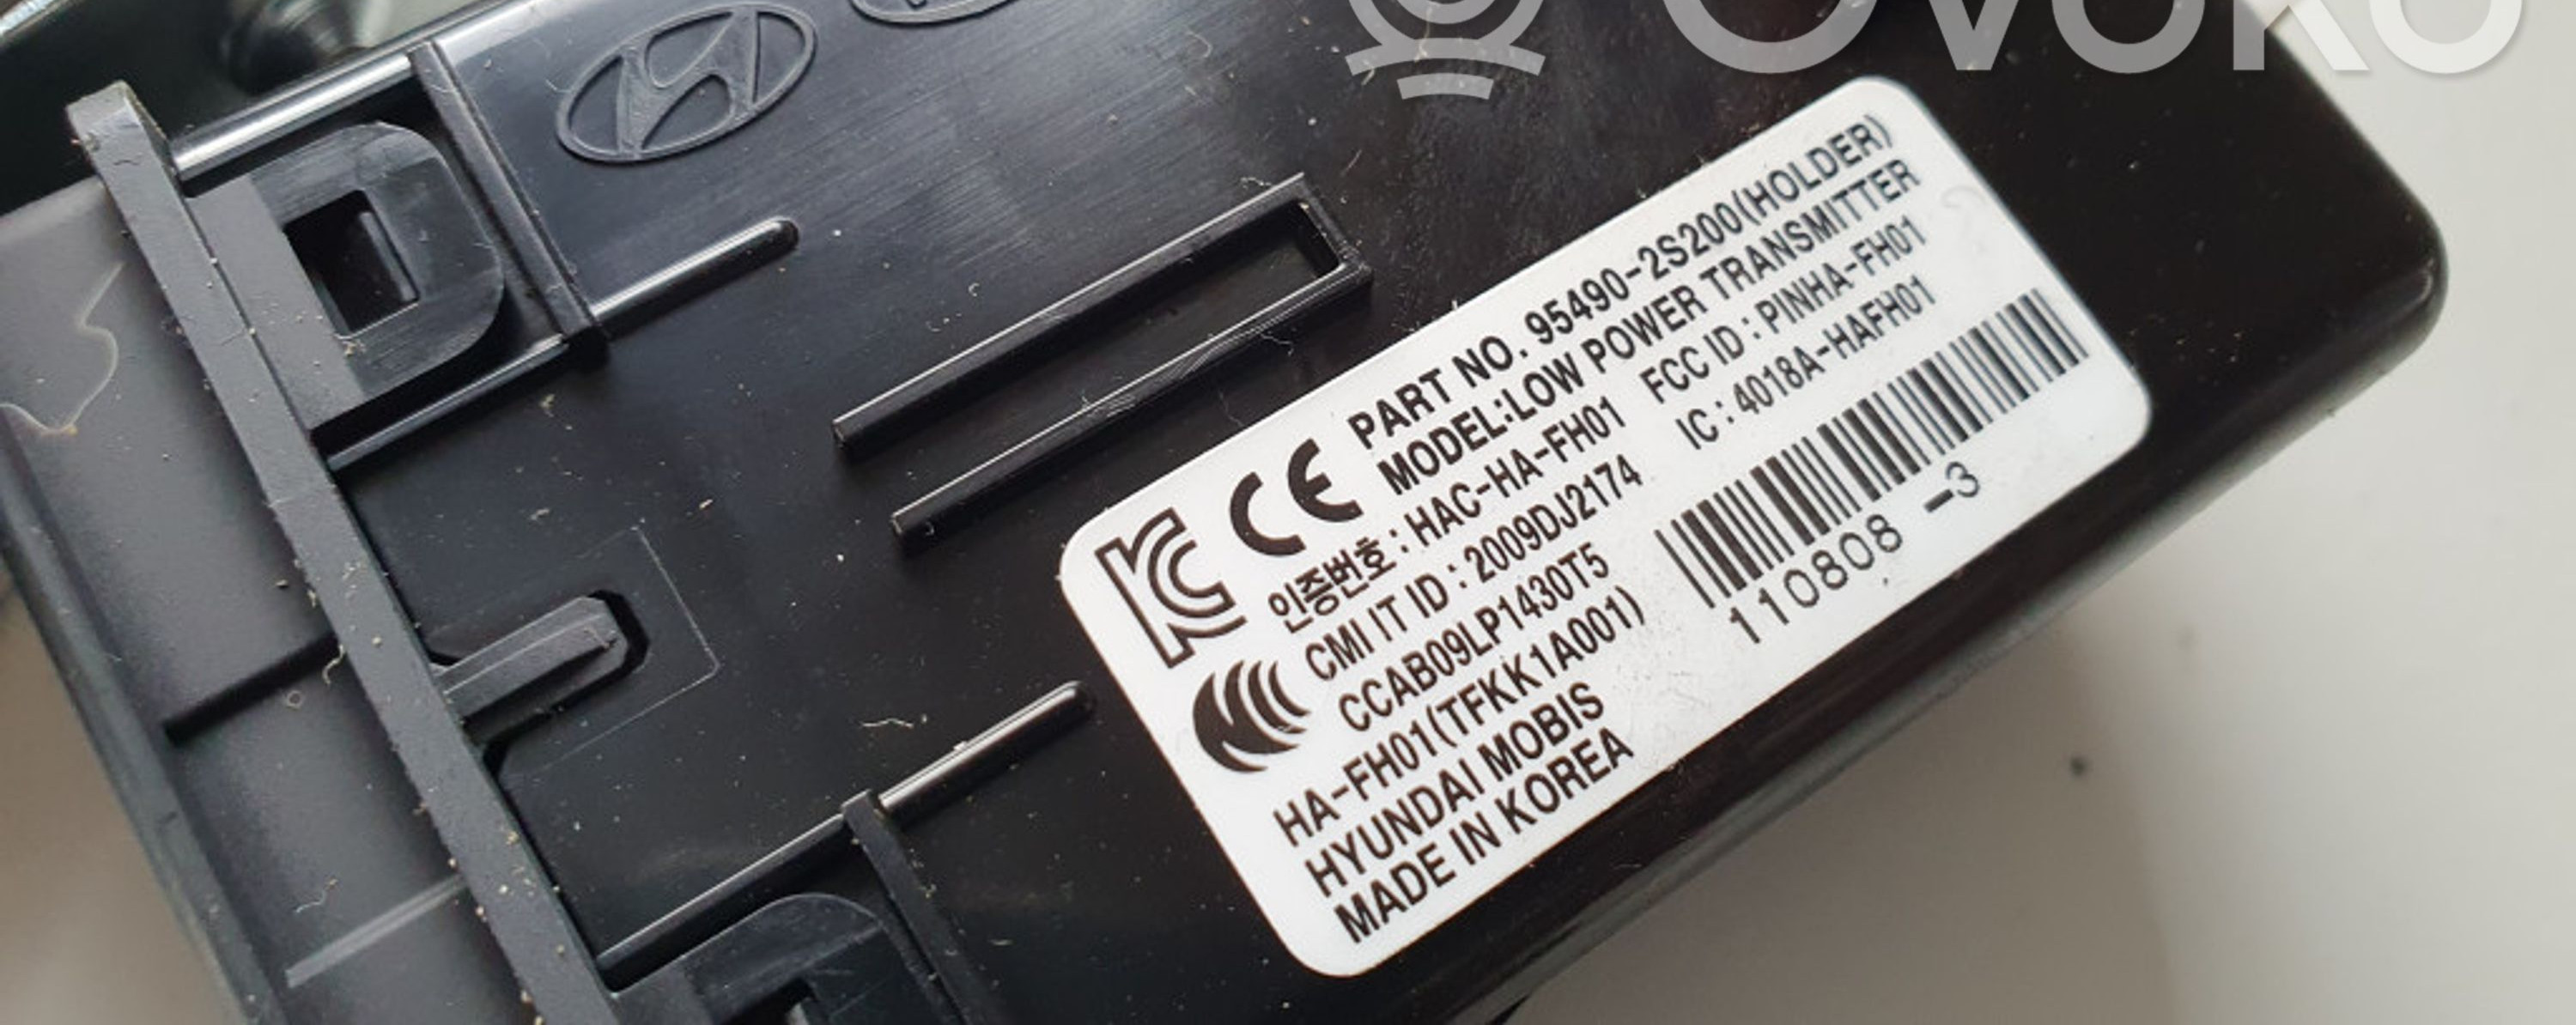 OVOKO
PART NO. 95490-2S200(HOLDER)
MODEL:LOW POWER TRANSMITTER
인증번호 : HAC-HA-FH01 FCC ID : PINHA-FH01
CMI IT ID : 2009DJ2174 IC : 4018A-HAFH01
CCAB09LP1430T5
HA-FH01(TFKK1A001)
HYUNDAI MOBIS
MADE IN KOREA
110808 -3